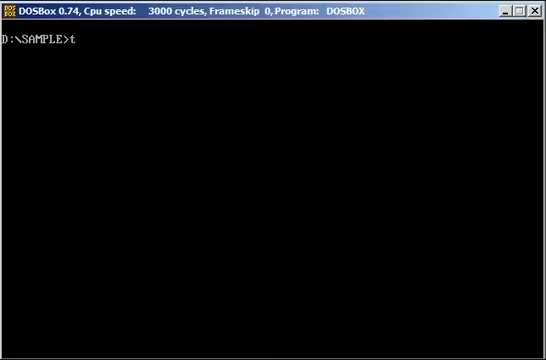 DOSBox 0.74, Cpu speed: 3000 cycles, Frameskip 0, Program: DOSBOX
D:\SAMPLE>t